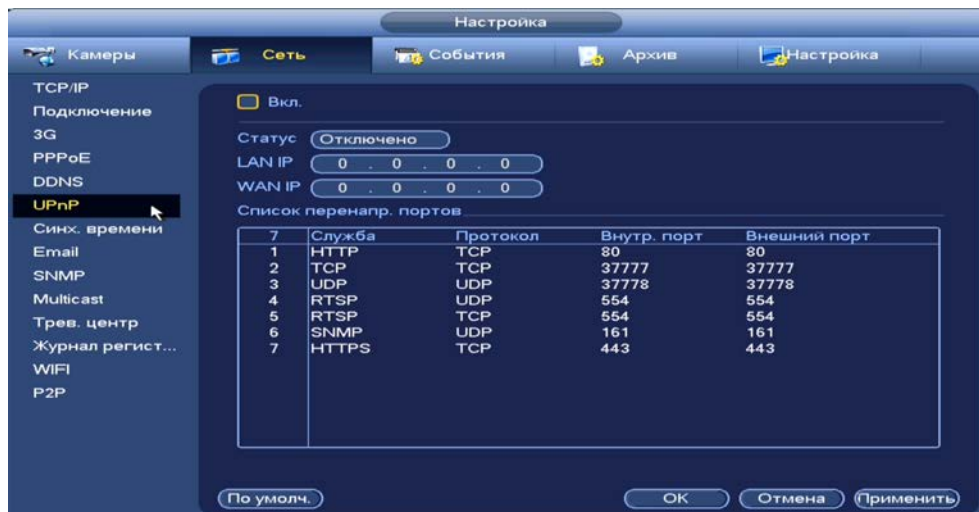 Настройка
Камеры Сеть События Архив Настройка
TCP/IP
Подключение
3G
PPPoE
DDNS
UPnP
Синх. времени
Email
SNMP
Multicast
Трев. центр
Журнал регист...
WIFI
P2P
Вкл.
Статус Отключено
LAN IP 0 . 0 . 0 . 0
WAN IP 0 . 0 . 0 . 0
Список перенапр. портов
7 Служба Протокол Внутр. порт Внешний порт
1 HTTP TCP 80 80
2 TCP TCP 37777 37777
3 UDP UDP 37778 37778
4 RTSP UDP 554 554
5 RTSP TCP 554 554
6 SNMP UDP 161 161
7 HTTPS TCP 443 443
По умолч. OK Отмена Применить